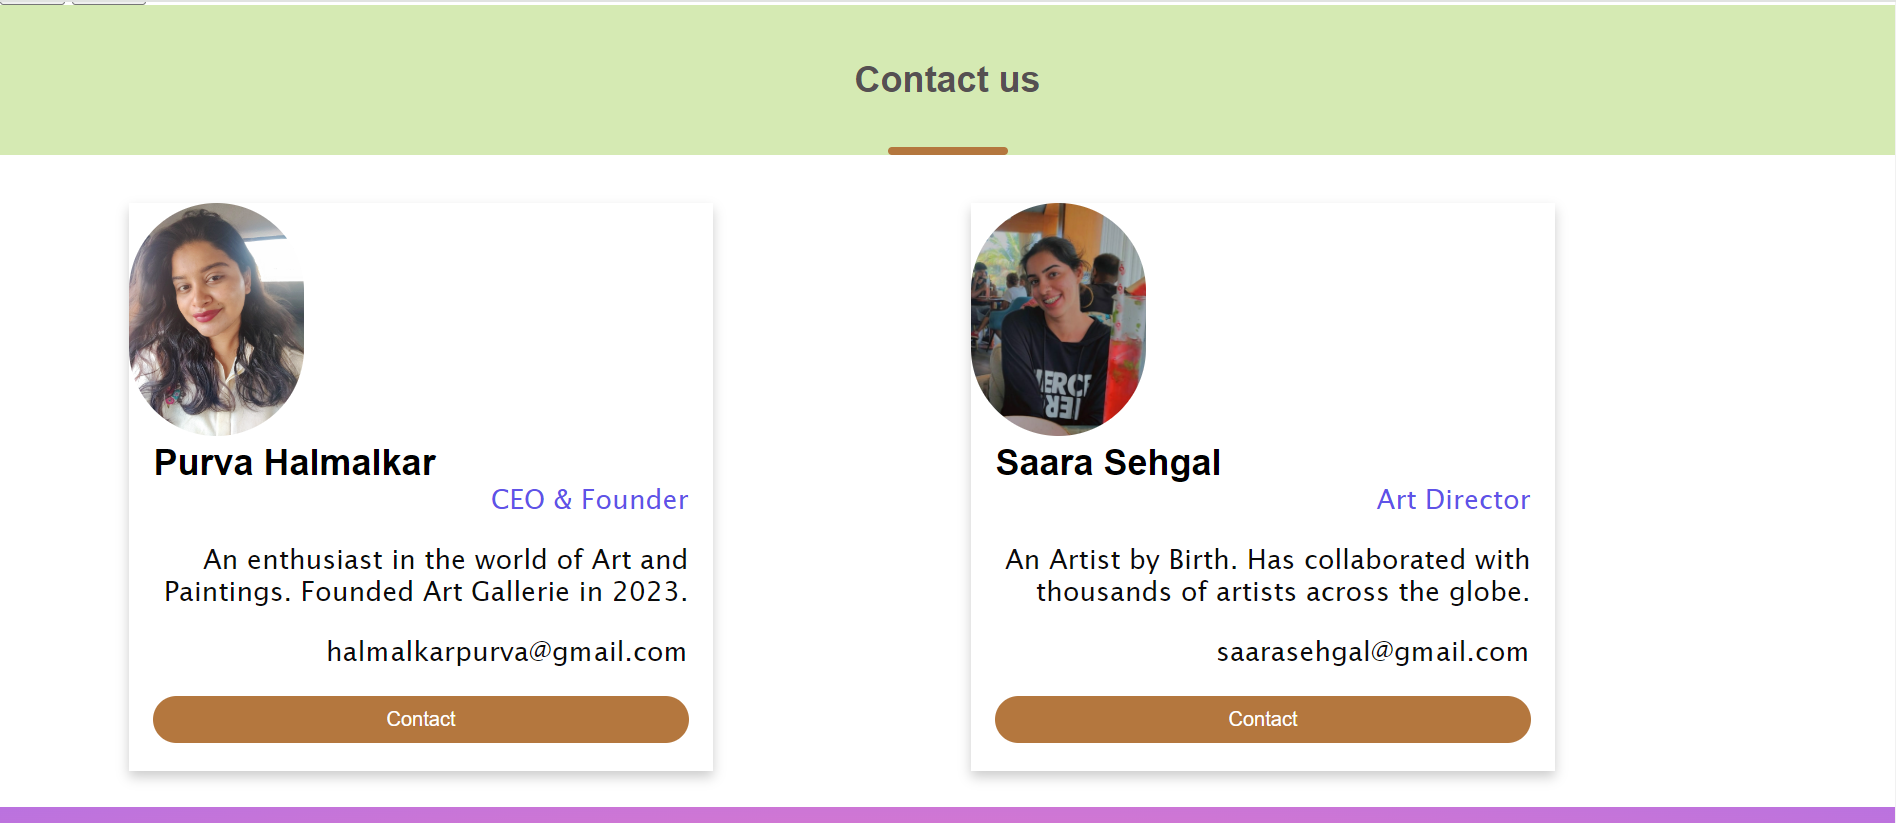 Contact us
Purva Halmalkar
CEO & Founder
An enthusiast in the world of Art and
Paintings. Founded Art Gallerie in 2023.
halmalkarpurva@gmail.com
Contact
Saara Sehgal
Art Director
An Artist by Birth. Has collaborated with
thousands of artists across the globe.
saarasehgal@gmail.com
Contact